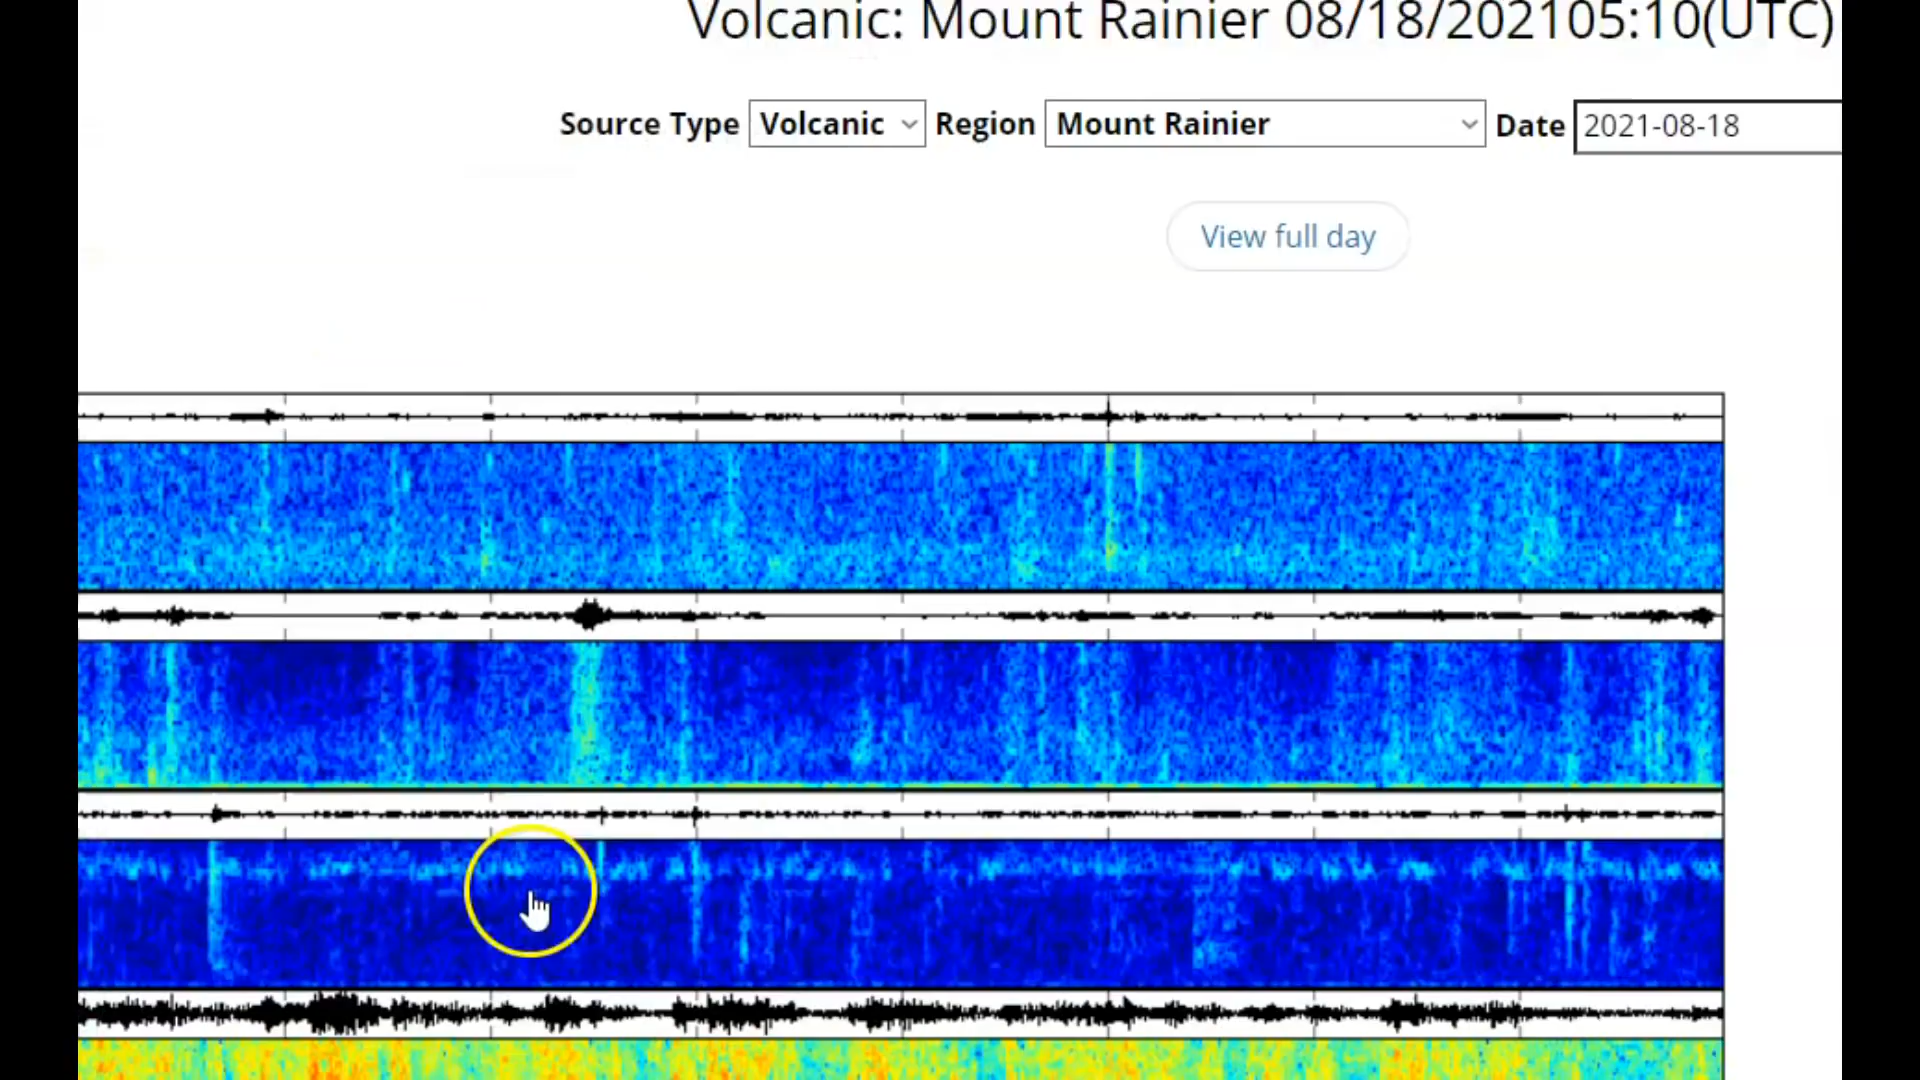 Volcanic: Mount Rainier 08/18/202105:10(UTC)
Source Type Volcanic Region Mount Rainier Date 2021-08-18
View full day